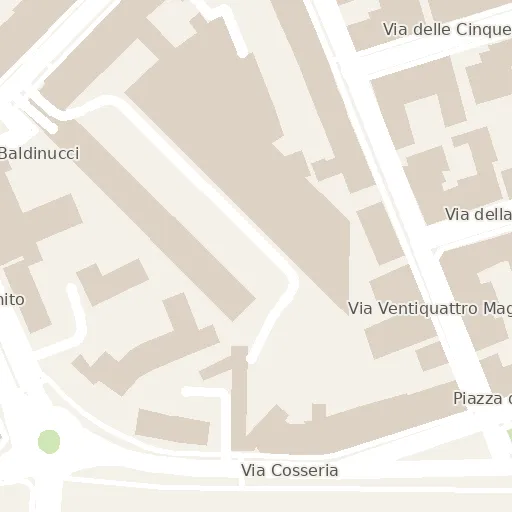 Via delle Cinque
Baldinucci
Via della
nito
Via Ventiquattro Mag
Piazza d
Via Cosseria